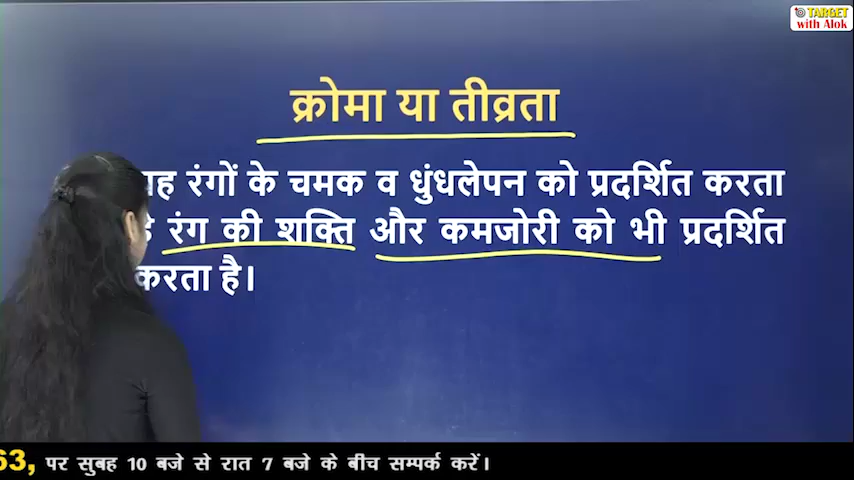 TARGET
with Alok
क्रोमा या तीव्रता
रंगों के चमक व धुंधलेपन को प्रदर्शित करता
रंग की शक्ति और कमजोरी को भी प्रदर्शित
करता है।
63, पर सुबह 10 बजे से रात 7 बजे के बीच सम्पर्क करें।